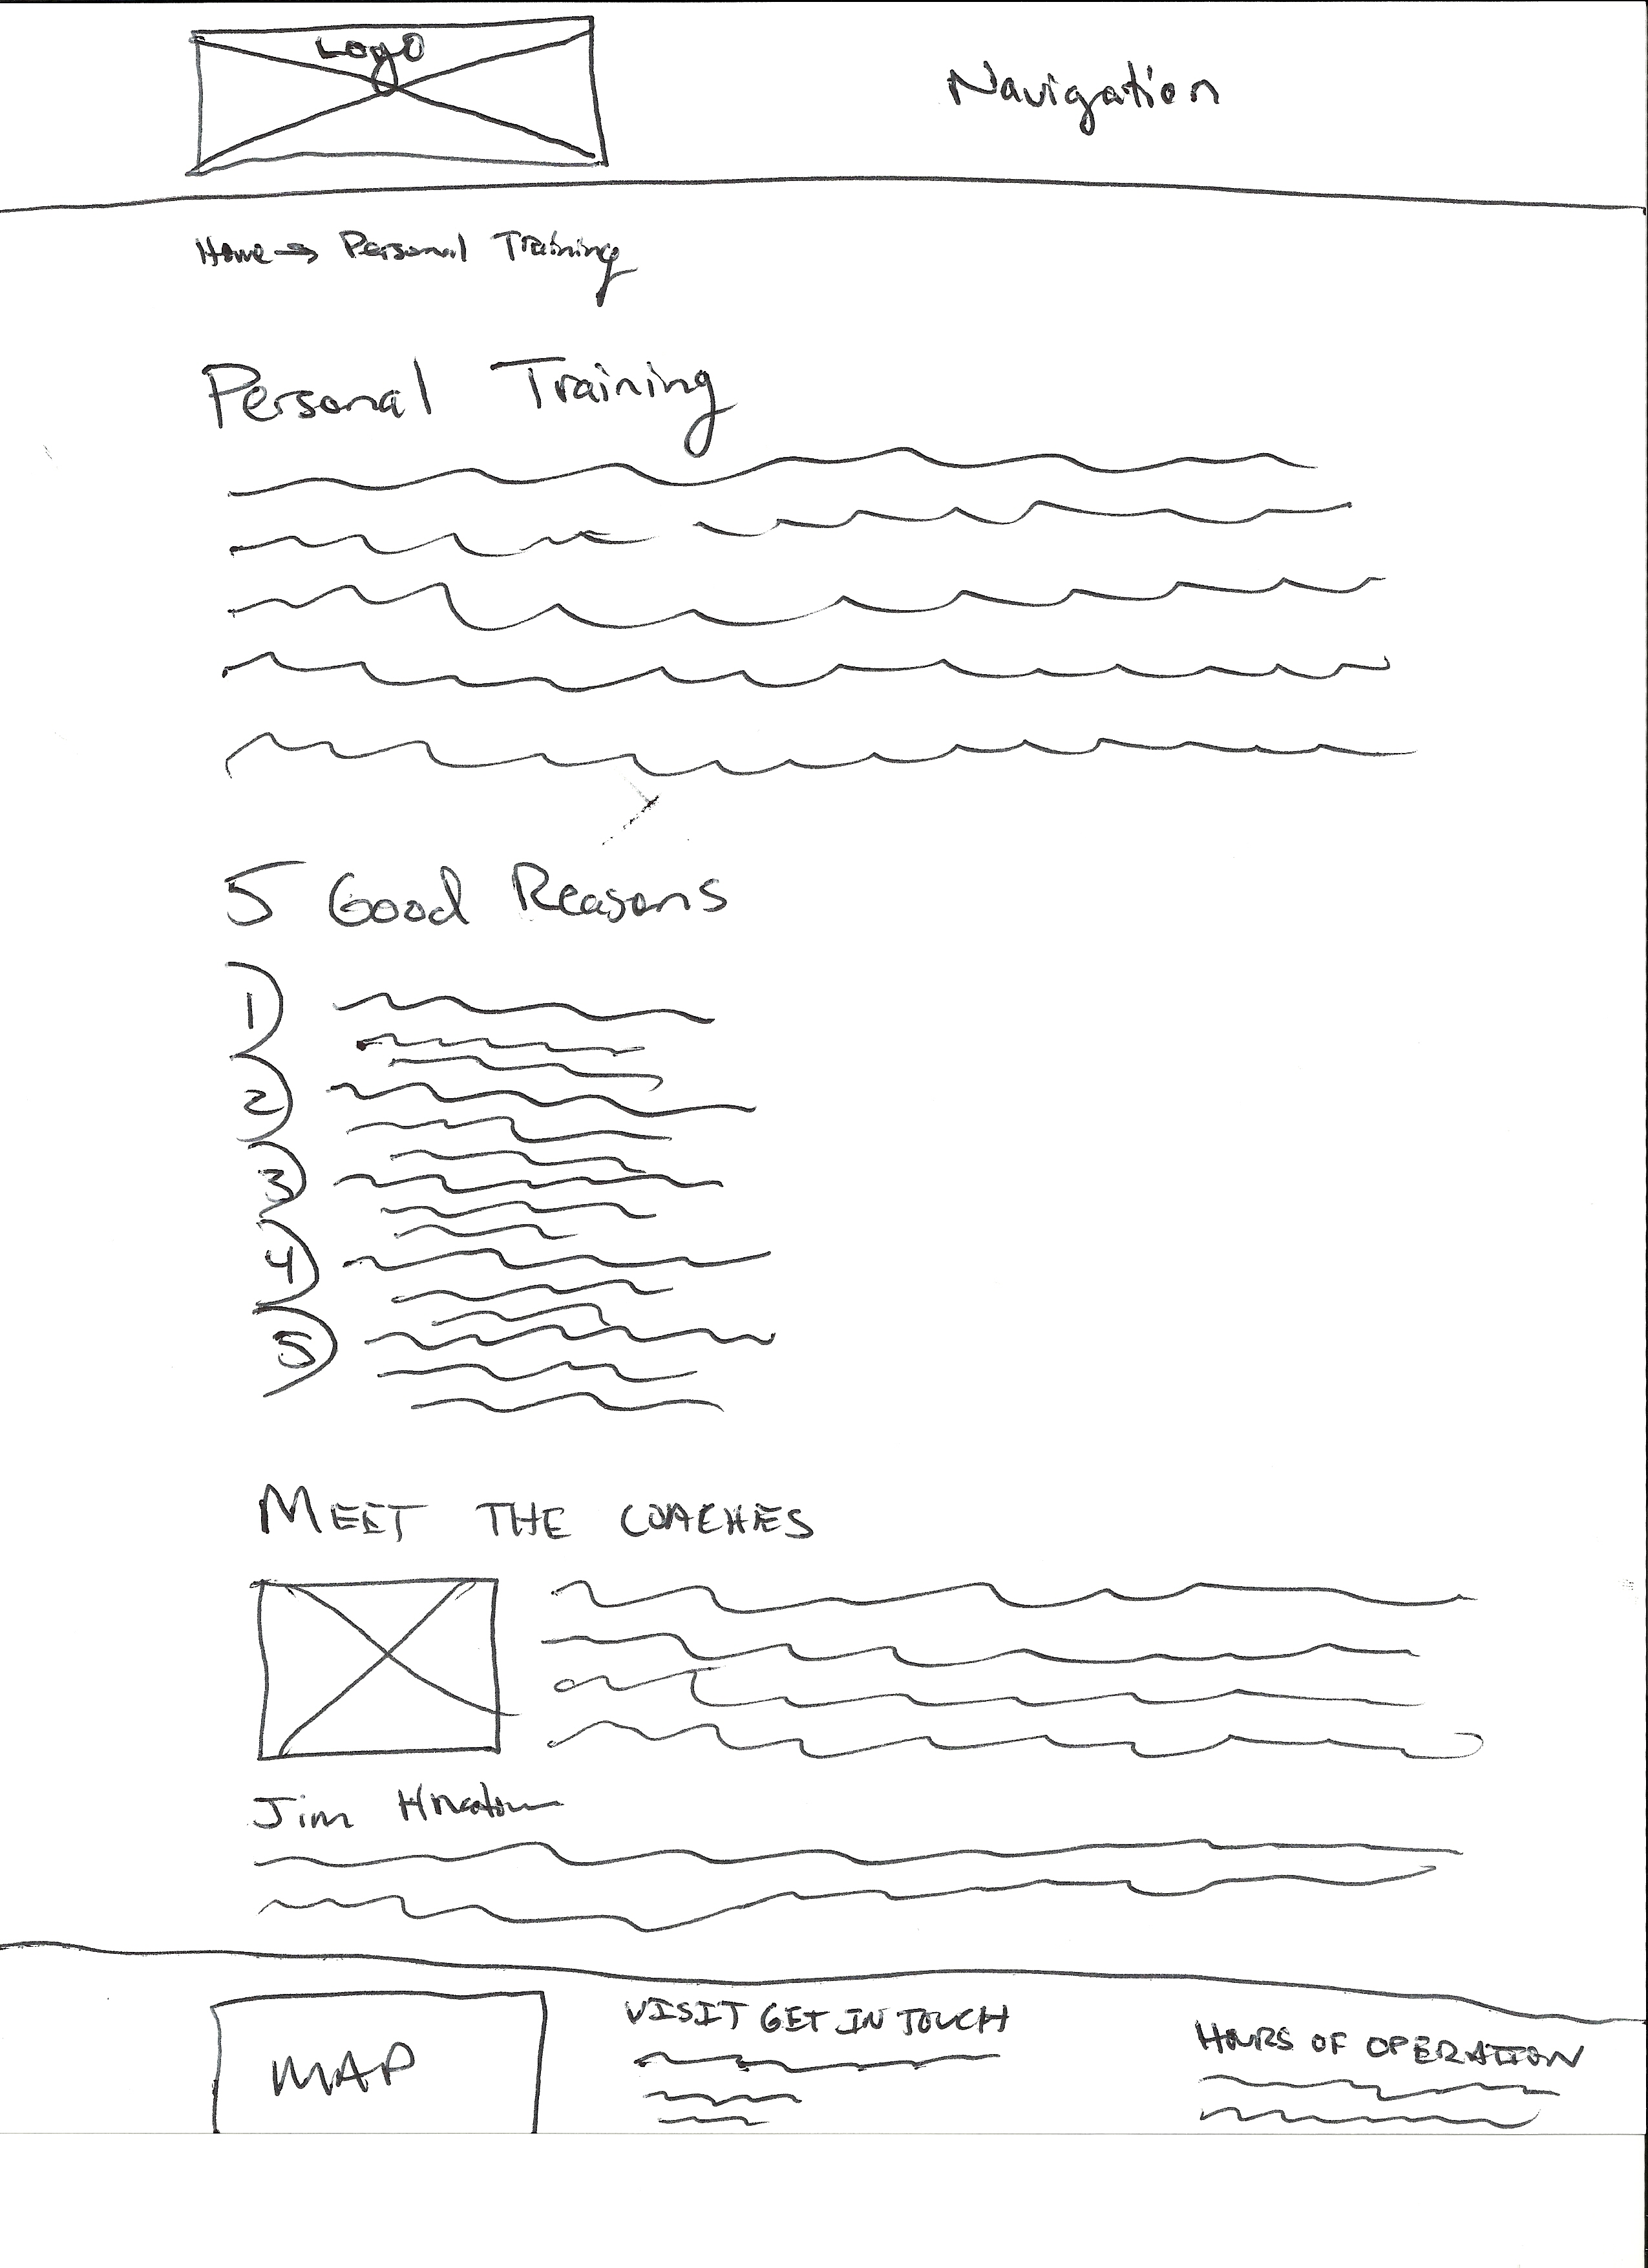 Logo
Navigation
Home → Personal Training
Personal Training
5 Good Reasons
1
2
3
4
5
MEET THE COACHES
Jim
MAP
VISIT GET IN TOUCH
HOURS OF OPERATION